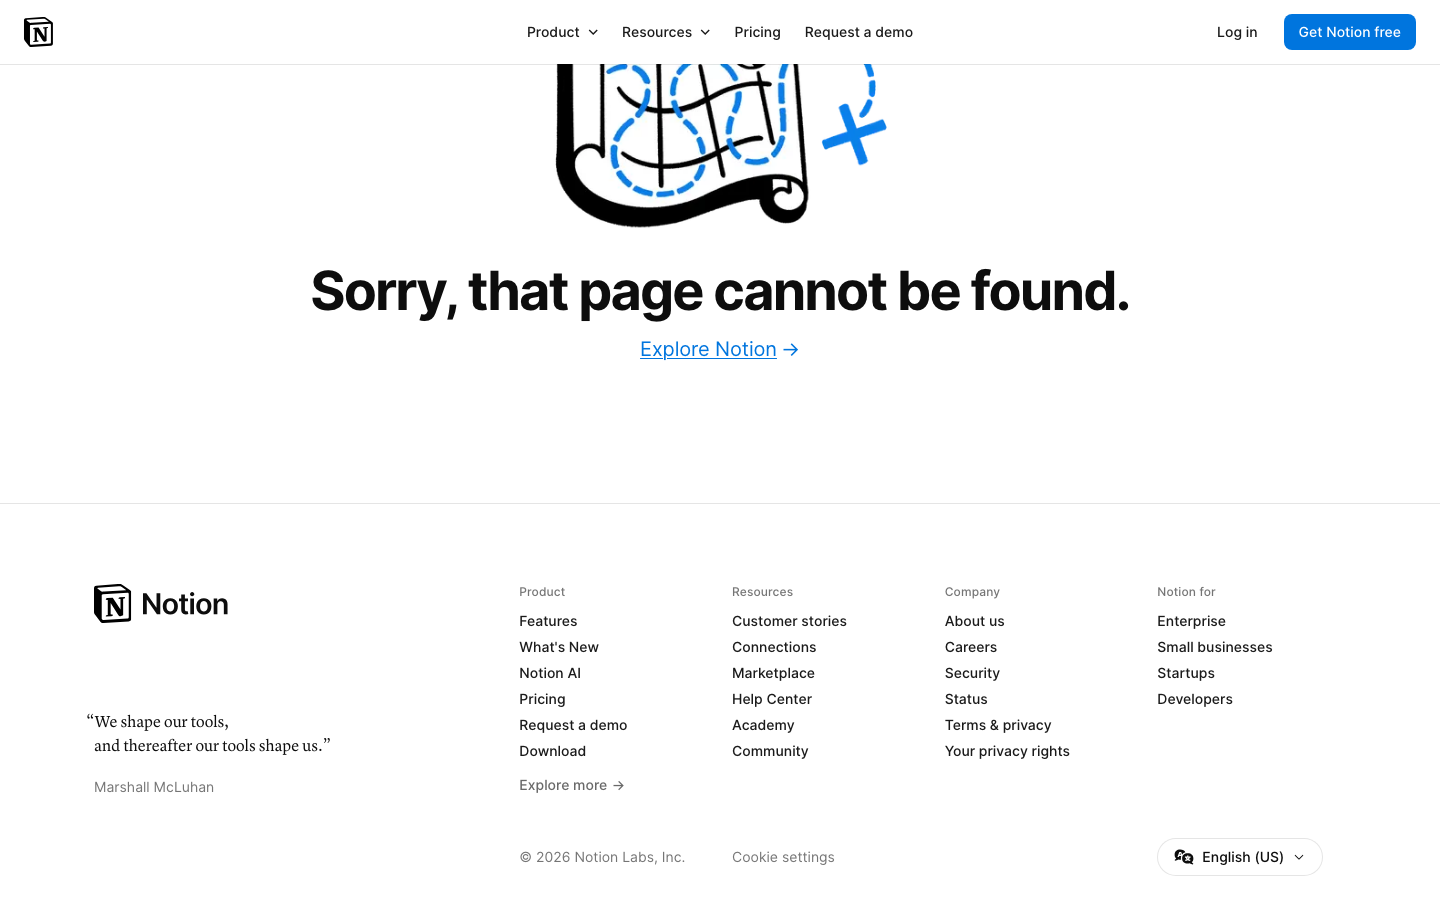 Product
Resources
Pricing
Request a demo
Log in
Get Notion free
Sorry, that page cannot be found.
Explore Notion →
Notion
“We shape our tools,
and thereafter our tools shape us.”
Marshall McLuhan
Product
Features
What's New
Notion AI
Pricing
Request a demo
Download
Explore more →
Resources
Customer stories
Connections
Marketplace
Help Center
Academy
Community
Company
About us
Careers
Security
Status
Terms & privacy
Your privacy rights
Notion for
Enterprise
Small businesses
Startups
Developers
© 2026 Notion Labs, Inc.
Cookie settings
English (US)